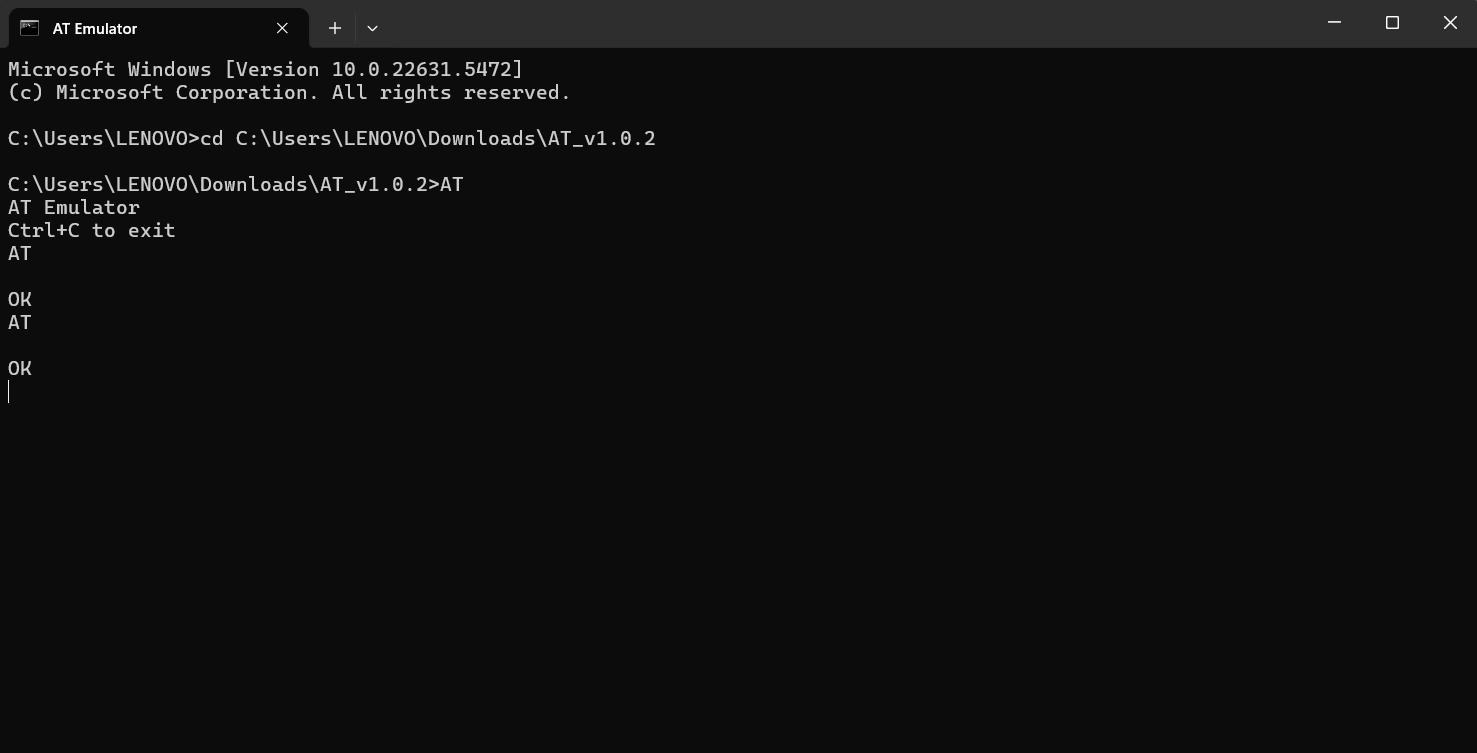 AT Emulator
Microsoft Windows [Version 10.0.22631.5472]
(c) Microsoft Corporation. All rights reserved.
C:\Users\LENOVO>cd C:\Users\LENOVO\Downloads\AT_v1.0.2
C:\Users\LENOVO\Downloads\AT_v1.0.2>AT
AT Emulator
Ctrl+C to exit
AT
OK
AT
OK